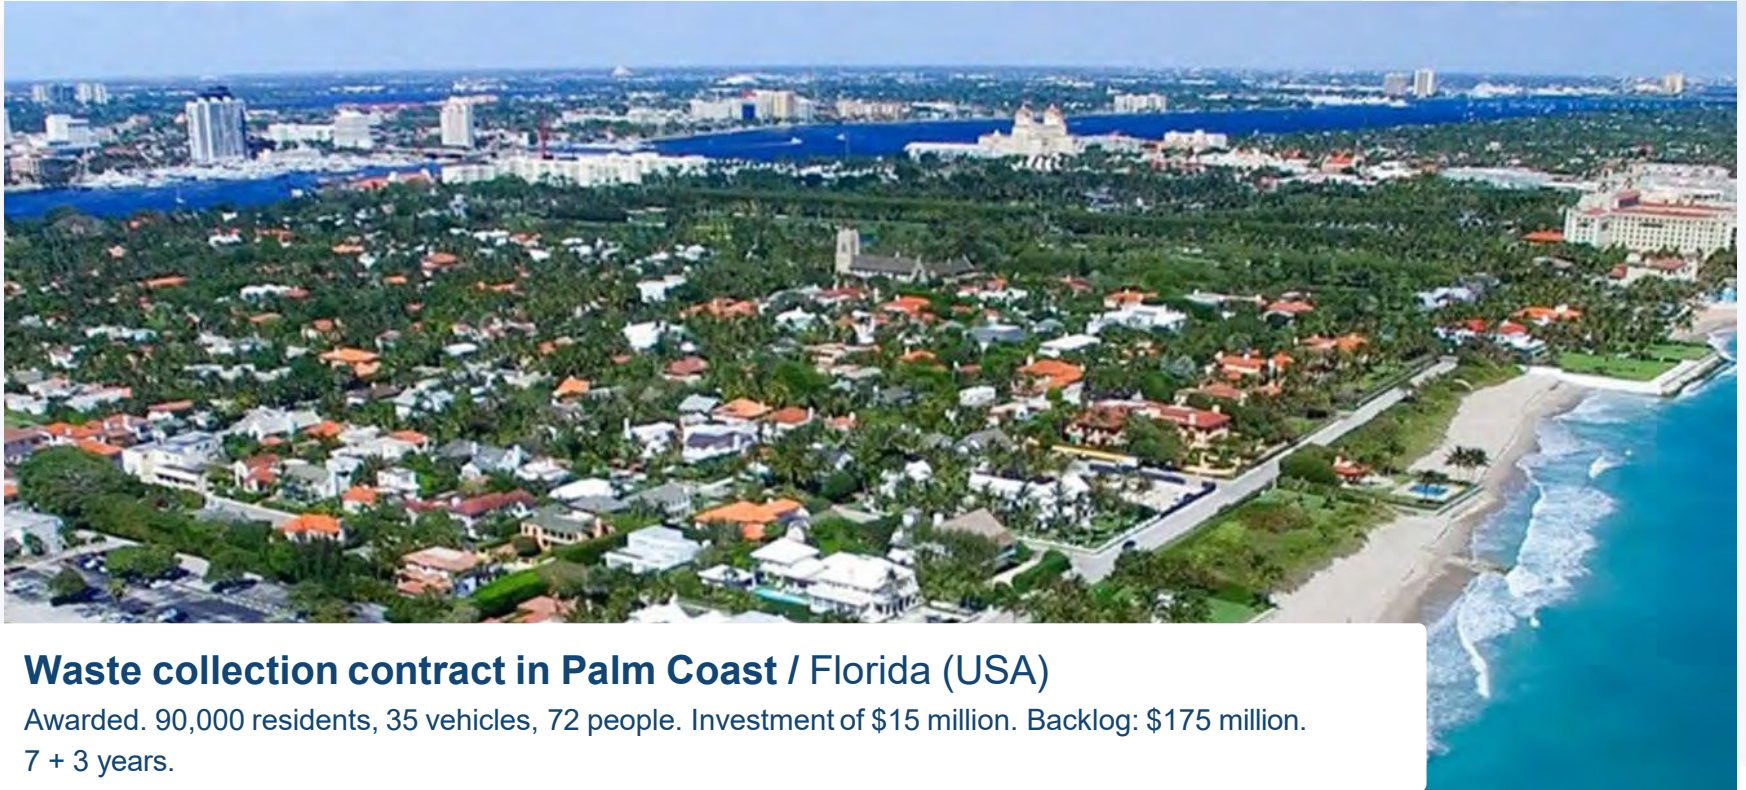 Waste collection contract in Palm Coast / Florida (USA)
Awarded. 90,000 residents, 35 vehicles, 72 people. Investment of $15 million. Backlog: $175 million.
7 + 3 years.